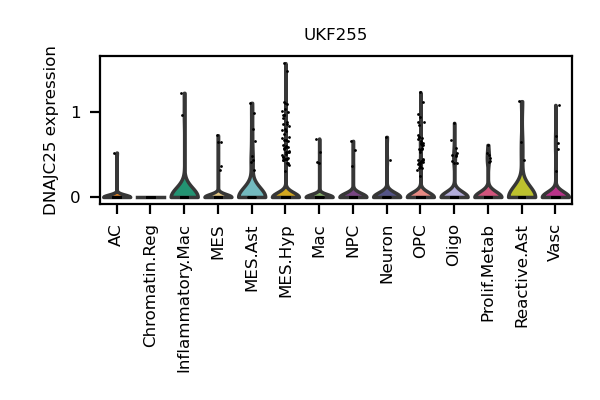 UKF255
DNAJC25 expression
1
0
AC
Chromatin.Reg
Inflammatory.Mac
MES
MES.Ast
MES.Hyp
Mac
NPC
Neuron
OPC
Oligo
Prolif.Metab
Reactive.Ast
Vasc